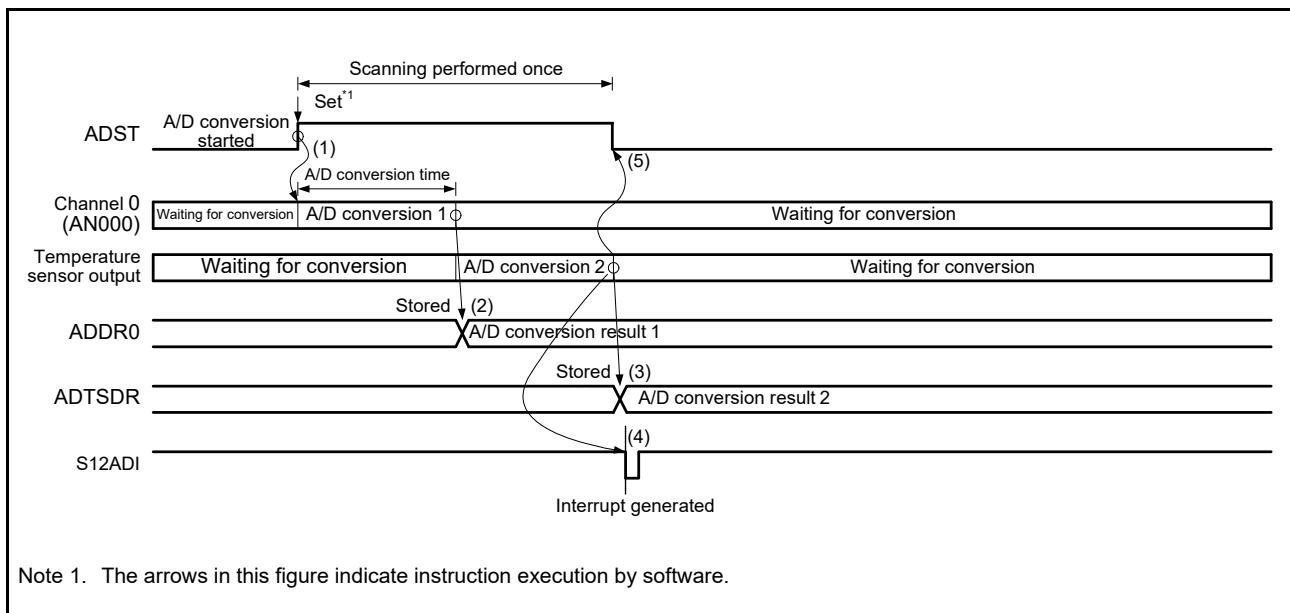 Scanning performed once
Set*1
ADST
A/D conversion
started
(1)
(5)
A/D conversion time
Channel 0
(AN000)
Waiting for conversion
A/D conversion 1
Waiting for conversion
Temperature
sensor output
Waiting for conversion
A/D conversion 2
Waiting for conversion
Stored
(2)
ADDR0
A/D conversion result 1
Stored
(3)
ADTSDR
A/D conversion result 2
(4)
S12ADI
Interrupt generated
Note 1. The arrows in this figure indicate instruction execution by software.